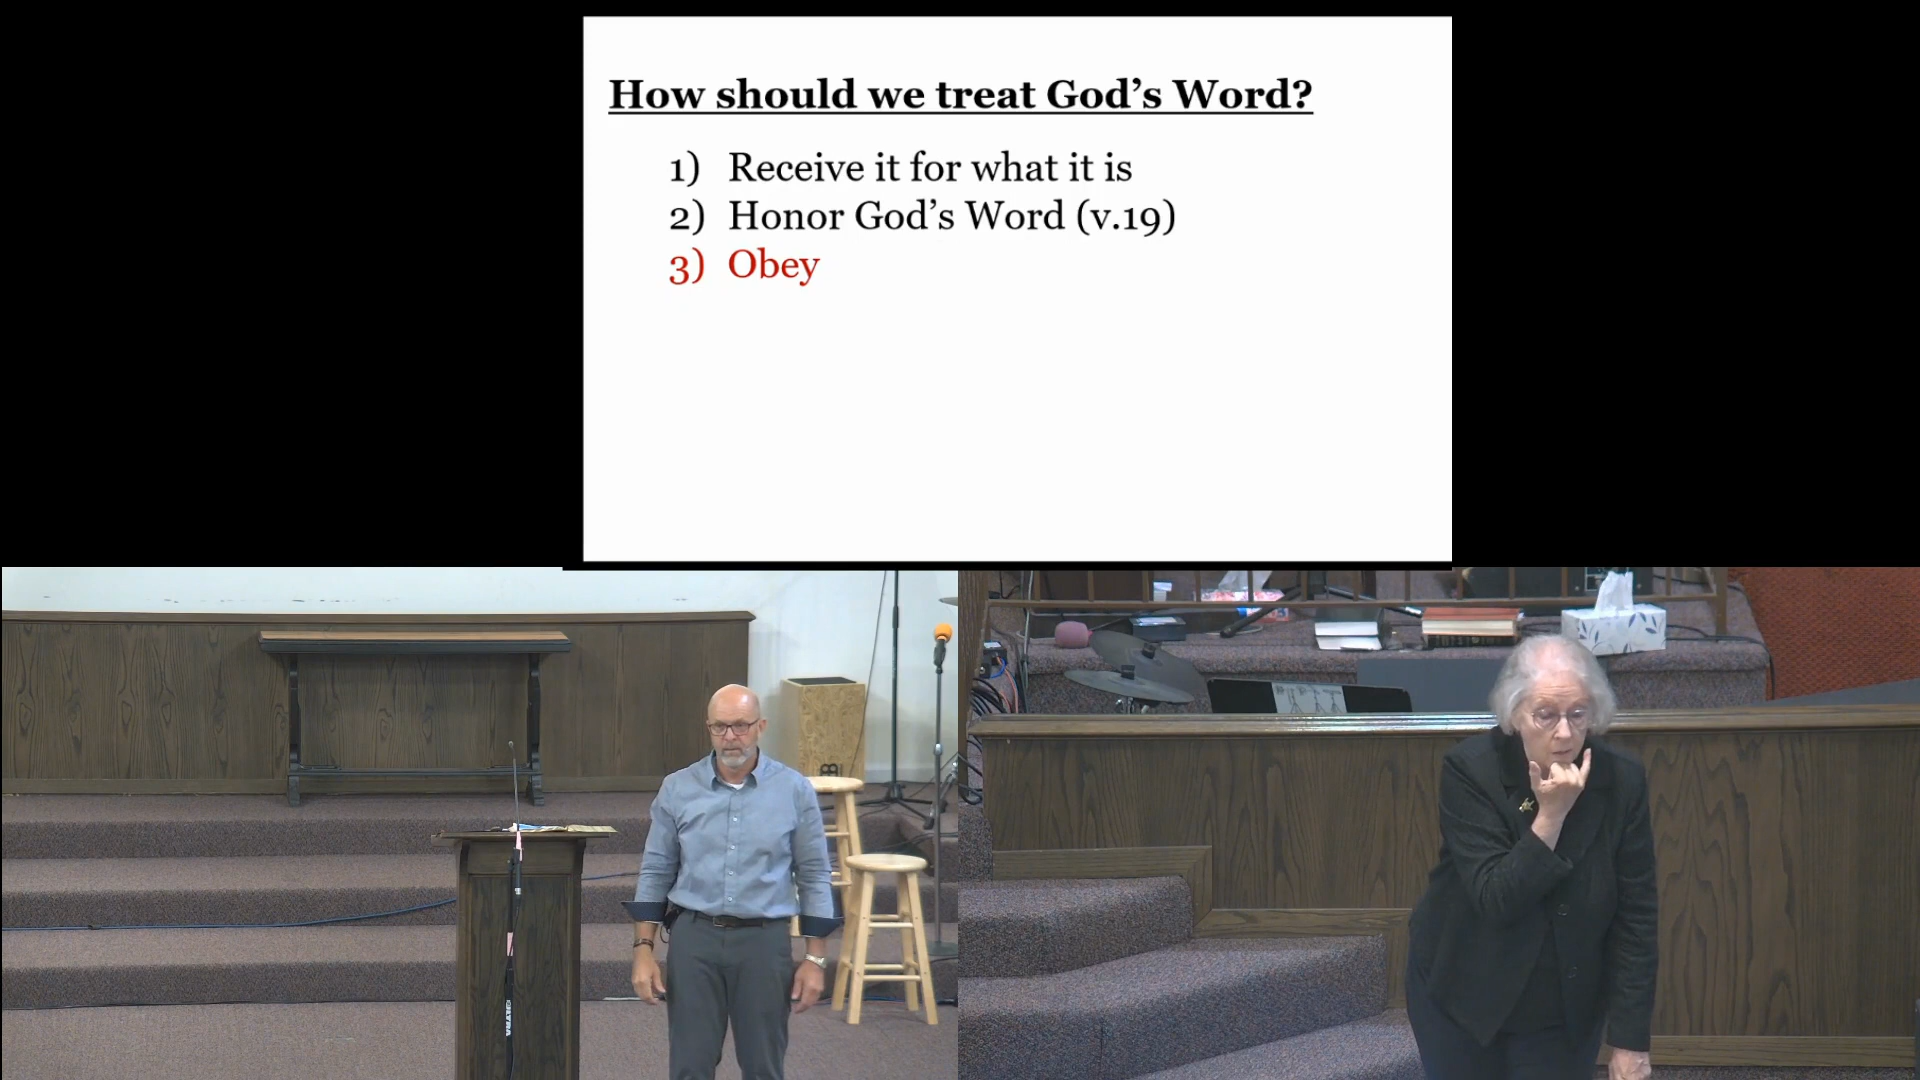 How should we treat God’s Word?
1) Receive it for what it is
2) Honor God’s Word (v.19)
3) Obey